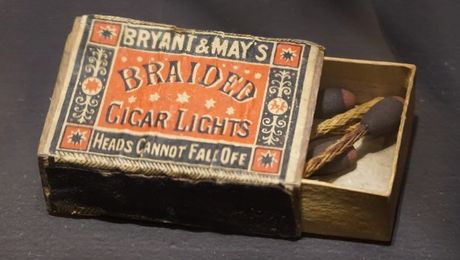 BRYANT & MAY'S
BRAIDED
CIGAR LIGHTS
HEADS CANNOT FALL OFF